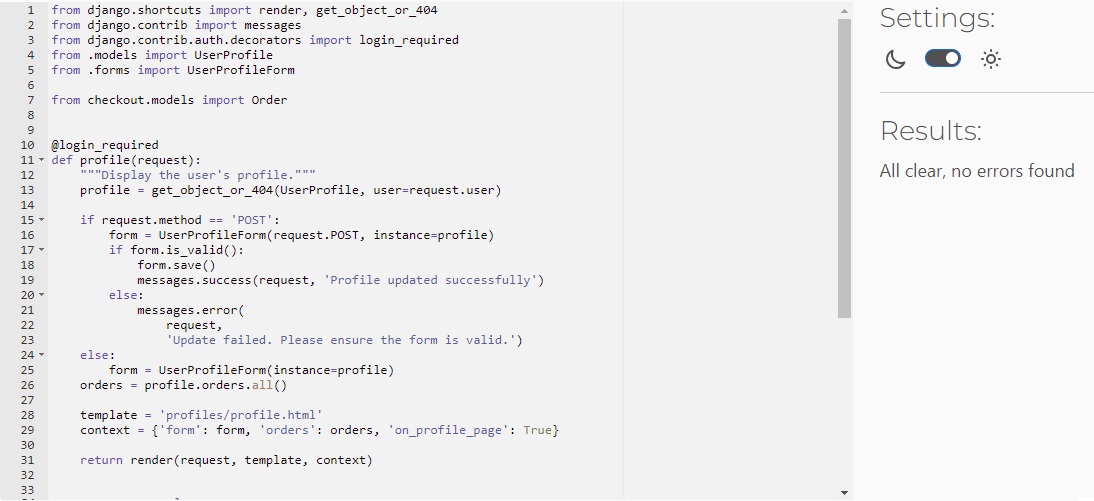 1 from django.shortcuts import render, get_object_or_404
2 from django.contrib import messages
3 from django.contrib.auth.decorators import login_required
4 from .models import UserProfile
5 from .forms import UserProfileForm
6
7 from checkout.models import Order
8
9
10 @login_required
11 def profile(request):
12     """Display the user's profile."""
13     profile = get_object_or_404(UserProfile, user=request.user)
14
15     if request.method == 'POST':
16         form = UserProfileForm(request.POST, instance=profile)
17         if form.is_valid():
18             form.save()
19             messages.success(request, 'Profile updated successfully')
20         else:
21             messages.error(
22                 request,
23                 'Update failed. Please ensure the form is valid.')
24     else:
25         form = UserProfileForm(instance=profile)
26     orders = profile.orders.all()
27
28     template = 'profiles/profile.html'
29     context = {'form': form, 'orders': orders, 'on_profile_page': True}
30
31     return render(request, template, context)
32
33
Settings:
Results:
All clear, no errors found